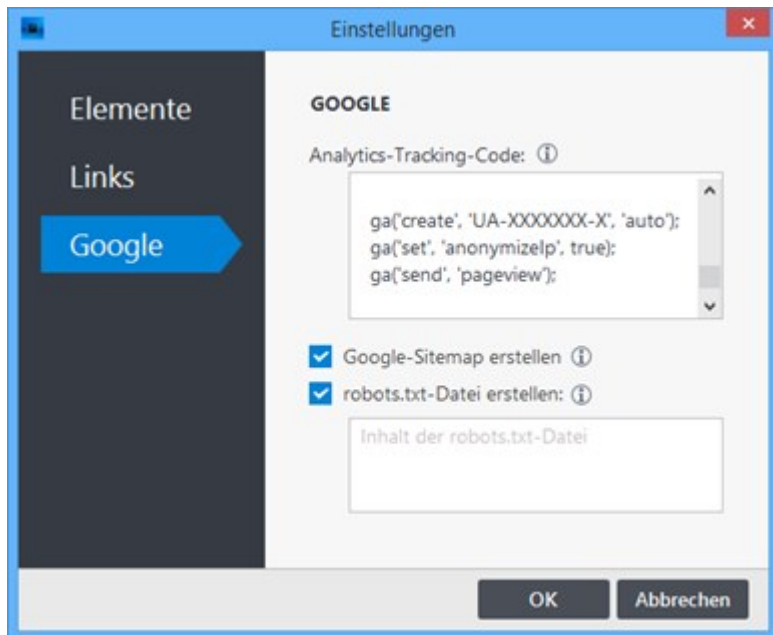 Einstellungen
Elemente
Links
Google
GOOGLE
Analytics-Tracking-Code:
ga('create', 'UA-XXXXXXX-X', 'auto');
ga('set', 'anonymizeIp', true);
ga('send', 'pageview');
Google-Sitemap erstellen
robots.txt-Datei erstellen:
Inhalt der robots.txt-Datei
OK
Abbrechen